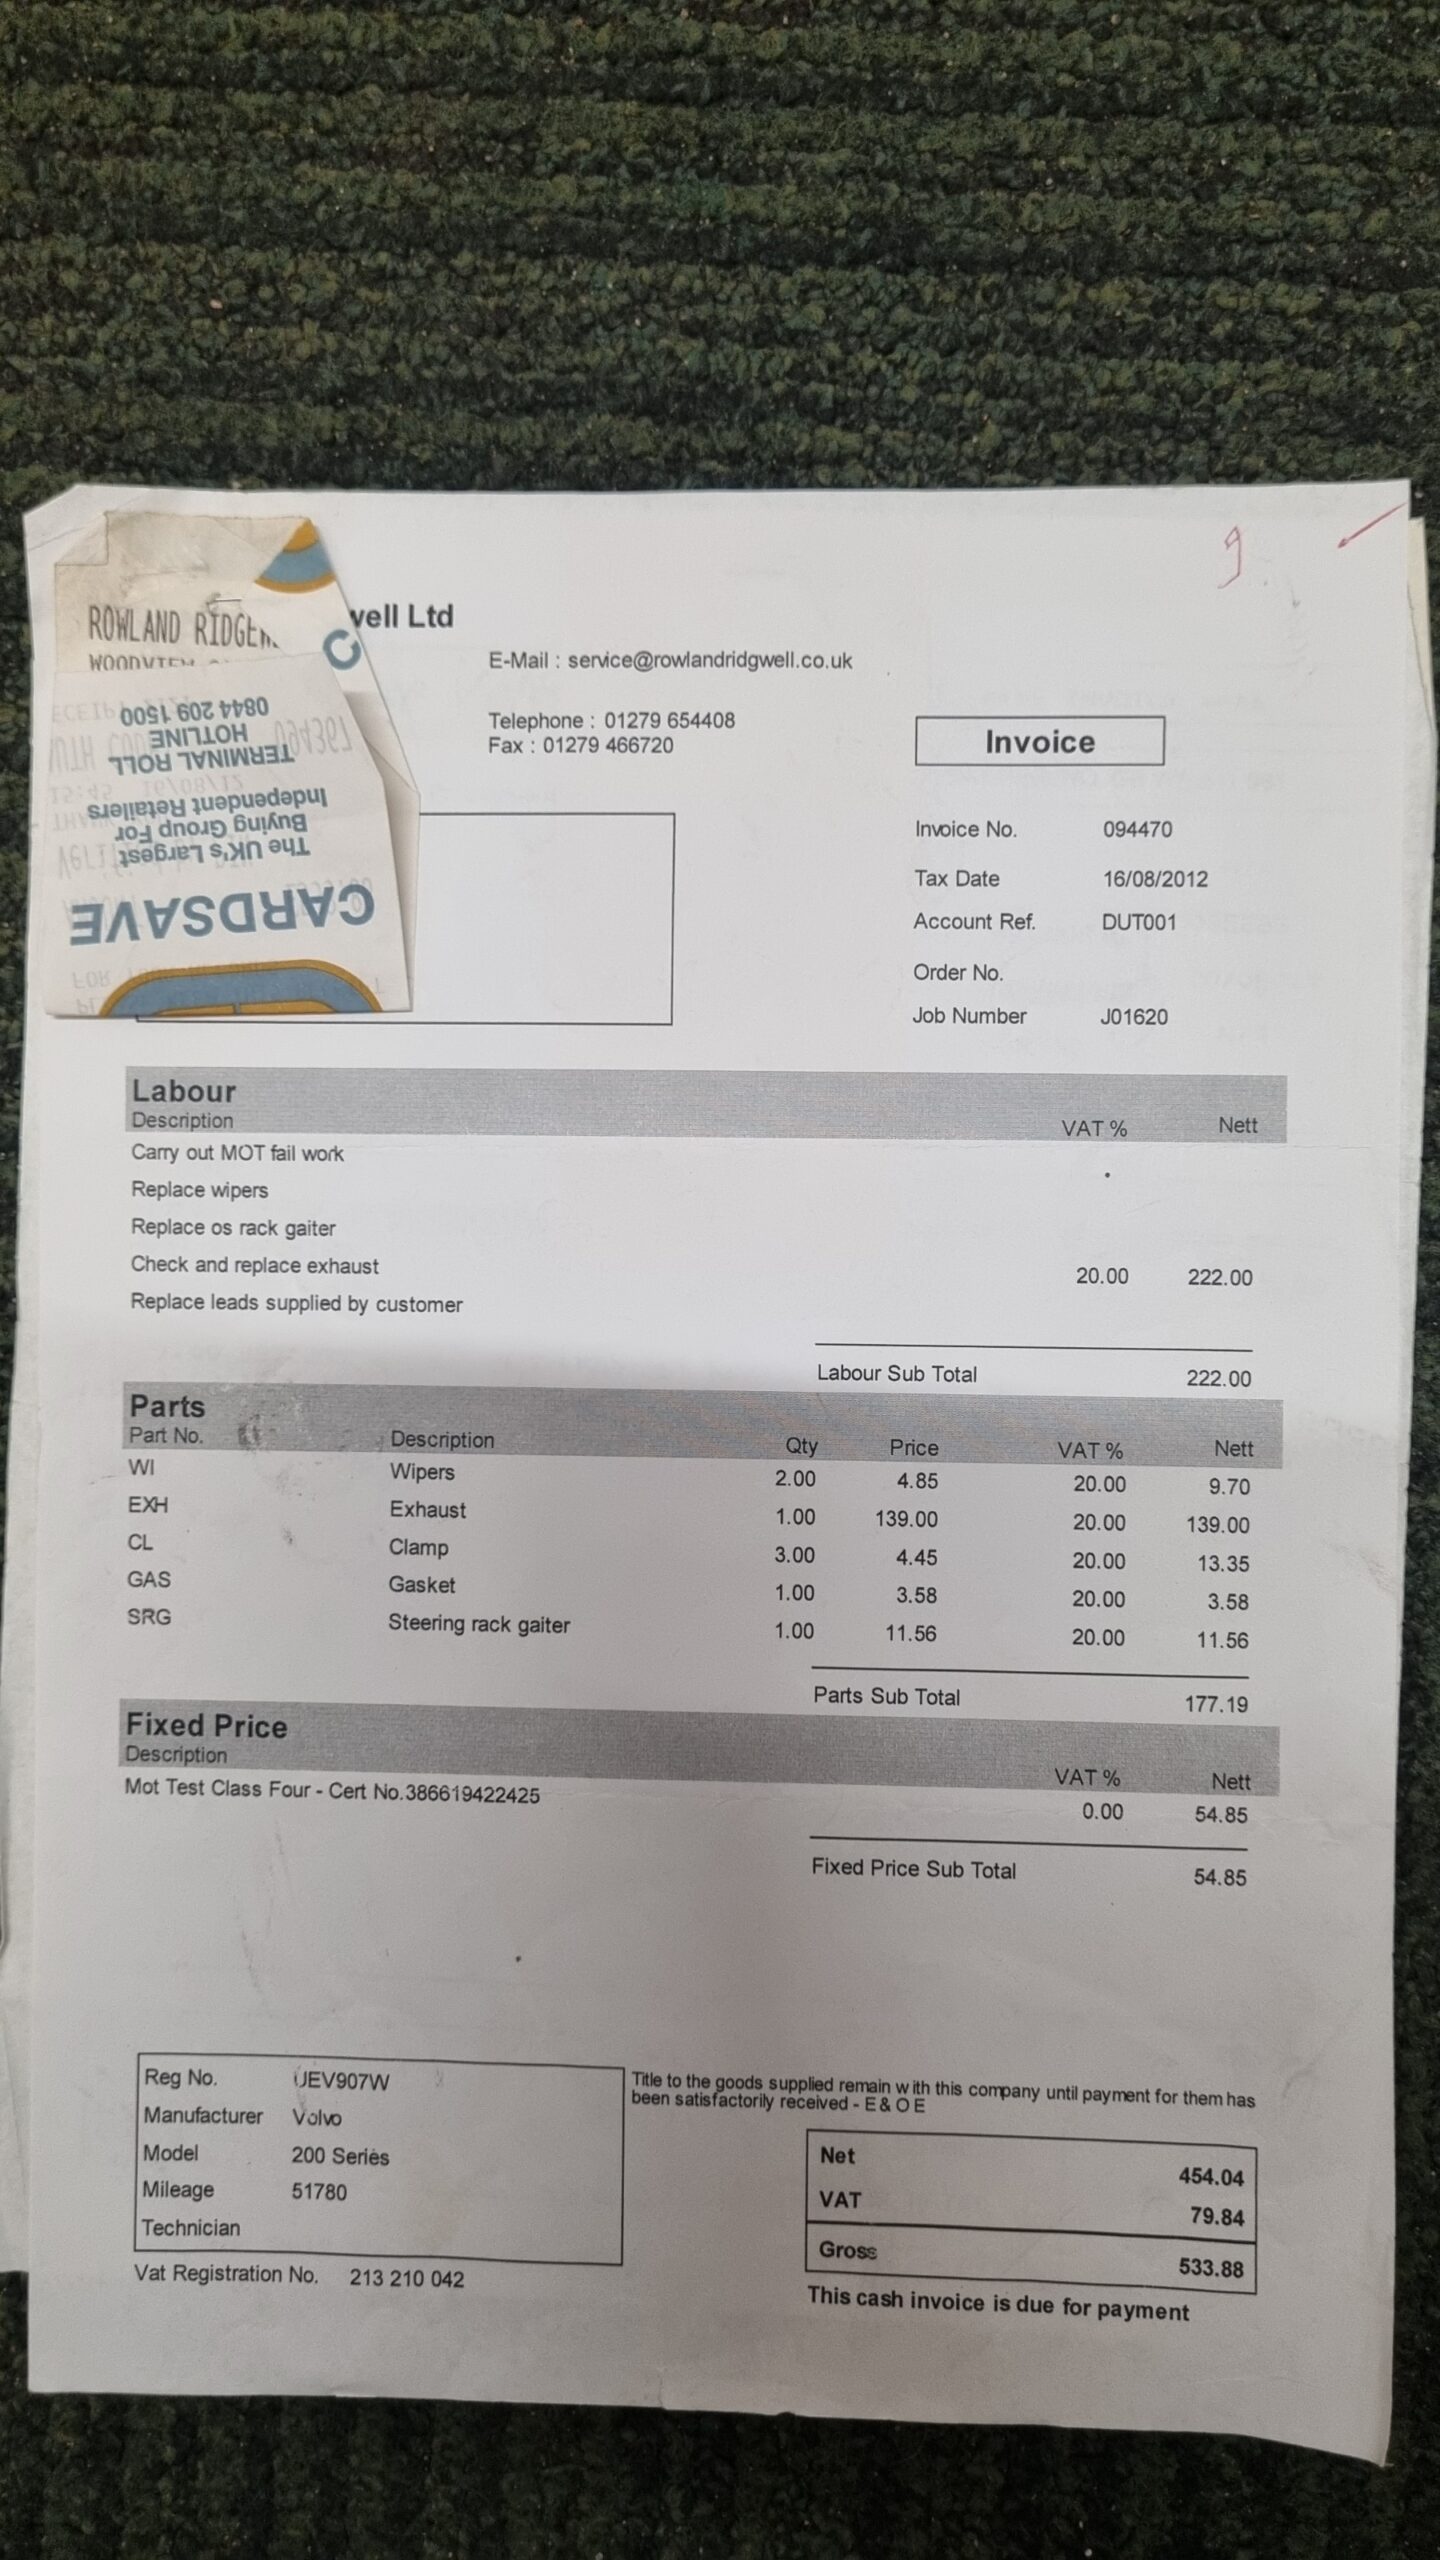 9
ROWLAND RIDGEW
well Ltd
E-Mail : service@rowlandridgwell.co.uk
Telephone : 01279 654408
Fax : 01279 466720
0844 209 1500
HOTLINE
TERMINAL ROLL
Independent Retailers
Buying Group For
The UK's Largest
CARDSAVE
Invoice
Invoice No. 094470
Tax Date 16/08/2012
Account Ref. DUT001
Order No.
Job Number J01620
Labour
Description VAT % Nett
Carry out MOT fail work
Replace wipers
Replace os rack gaiter
Check and replace exhaust 20.00 222.00
Replace leads supplied by customer
Labour Sub Total 222.00
Parts
Part No. Description Qty Price VAT % Nett
WI Wipers 2.00 4.85 20.00 9.70
EXH Exhaust 1.00 139.00 20.00 139.00
CL Clamp 3.00 4.45 20.00 13.35
GAS Gasket 1.00 3.58 20.00 3.58
SRG Steering rack gaiter 1.00 11.56 20.00 11.56
Parts Sub Total 177.19
Fixed Price
Description VAT % Nett
Mot Test Class Four - Cert No.386619422425 0.00 54.85
Fixed Price Sub Total 54.85
Reg No. UEV907W
Manufacturer Volvo
Model 200 Series
Mileage 51780
Technician
Vat Registration No. 213 210 042
Title to the goods supplied remain with this company until payment for them has
been satisfactorily received - E & O E
Net 454.04
VAT 79.84
Gross 533.88
This cash invoice is due for payment